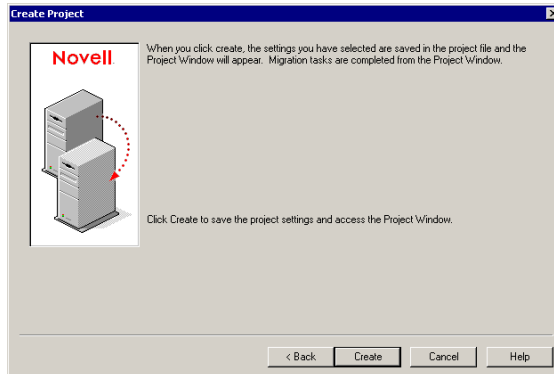 Create Project
Novell.
When you click create, the settings you have selected are saved in the project file and the
Project Window will appear. Migration tasks are completed from the Project Window.
Click Create to save the project settings and access the Project Window.
< Back
Create
Cancel
Help